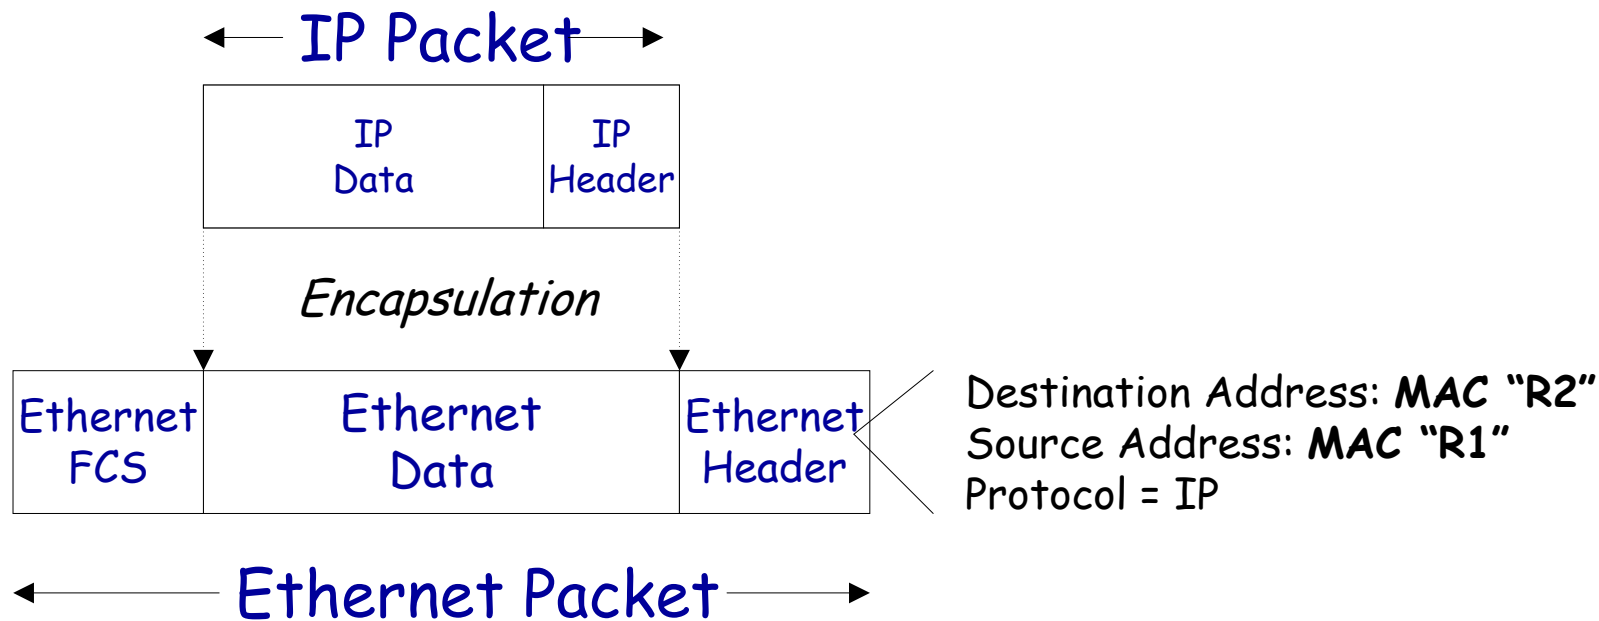 IP Packet
IP
Data
IP
Header
Encapsulation
Ethernet
FCS
Ethernet
Data
Ethernet
Header
Destination Address: MAC “R2”
Source Address: MAC “R1”
Protocol = IP
Ethernet Packet